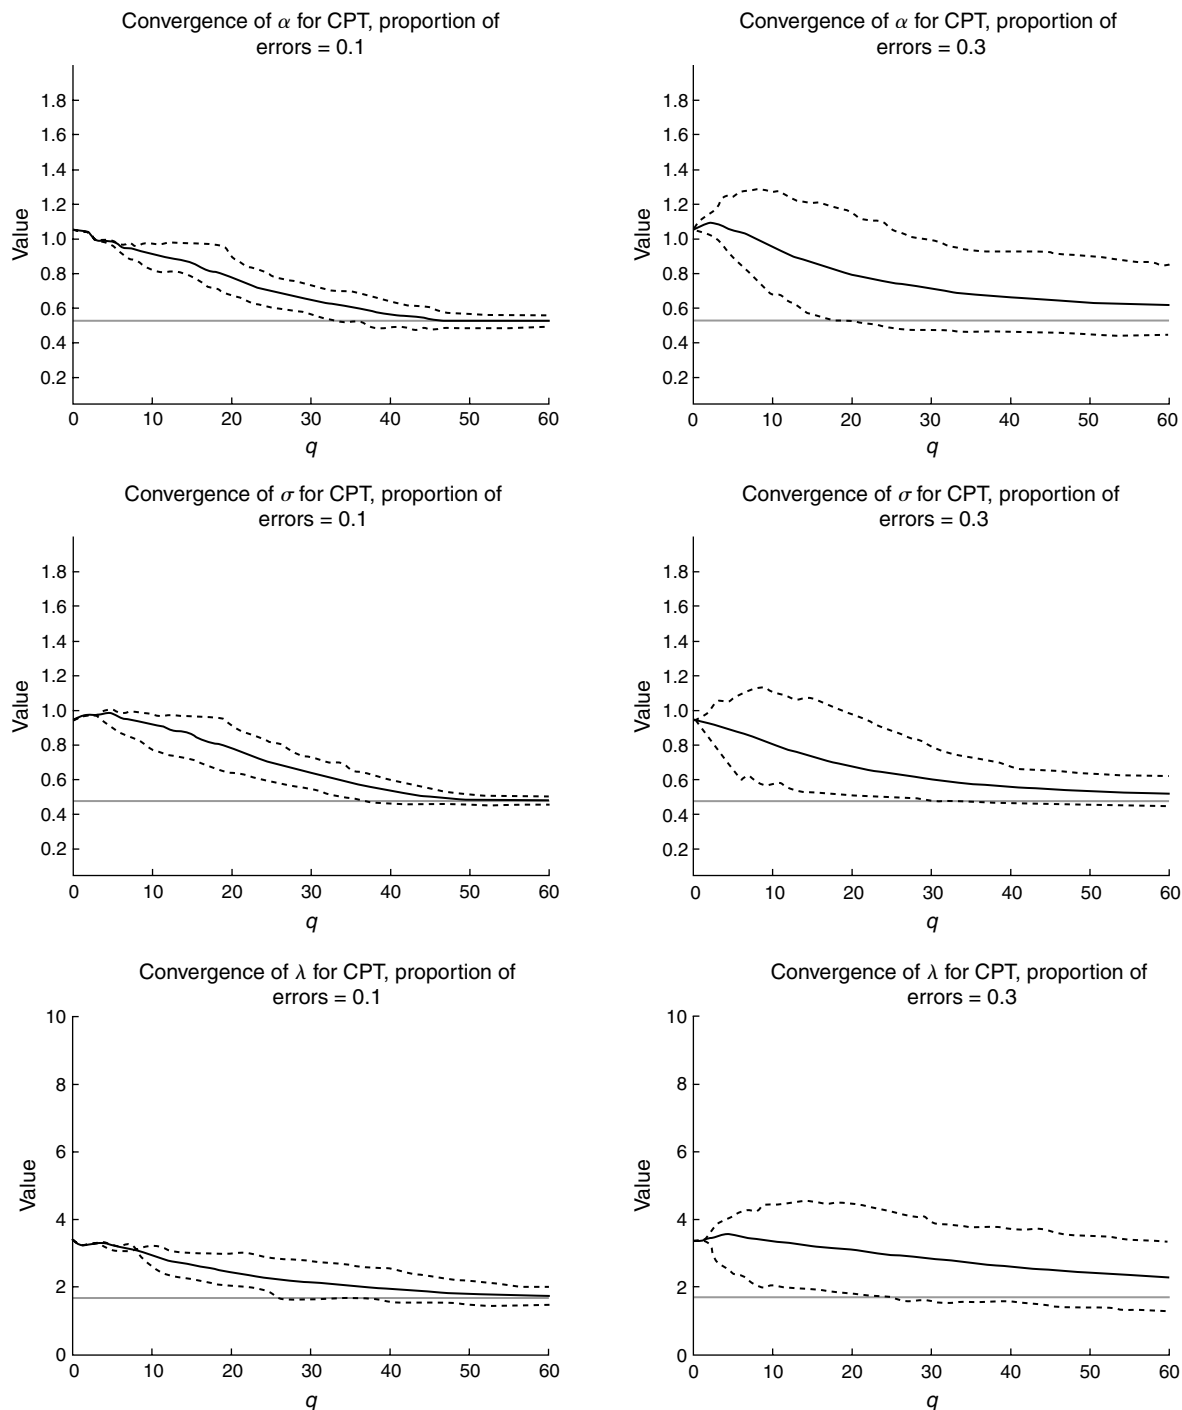 Convergence of α for CPT, proportion of
errors = 0.1
1.8
1.6
1.4
1.2
1.0
0.8
0.6
0.4
0.2
Value
0 10 20 30 40 50 60
q
Convergence of α for CPT, proportion of
errors = 0.3
1.8
1.6
1.4
1.2
1.0
0.8
0.6
0.4
0.2
Value
0 10 20 30 40 50 60
q
Convergence of σ for CPT, proportion of
errors = 0.1
1.8
1.6
1.4
1.2
1.0
0.8
0.6
0.4
0.2
Value
0 10 20 30 40 50 60
q
Convergence of σ for CPT, proportion of
errors = 0.3
1.8
1.6
1.4
1.2
1.0
0.8
0.6
0.4
0.2
Value
0 10 20 30 40 50 60
q
Convergence of λ for CPT, proportion of
errors = 0.1
10
8
6
4
2
0
Value
0 10 20 30 40 50 60
q
Convergence of λ for CPT, proportion of
errors = 0.3
10
8
6
4
2
0
Value
0 10 20 30 40 50 60
q